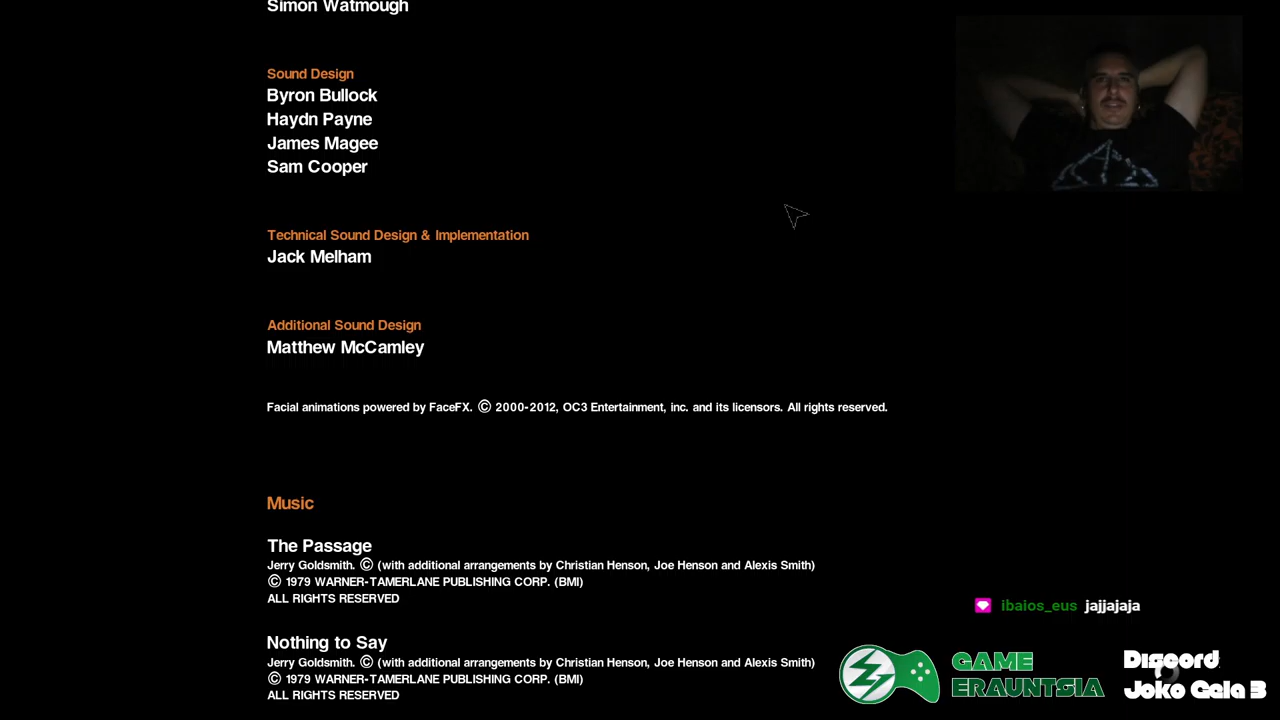 Simon Watmough
Sound Design
Byron Bullock
Haydn Payne
James Magee
Sam Cooper
Technical Sound Design & Implementation
Jack Melham
Additional Sound Design
Matthew McCamley
Facial animations powered by FaceFX. © 2000-2012, OC3 Entertainment, inc. and its licensors. All rights reserved.
Music
The Passage
Jerry Goldsmith. © (with additional arrangements by Christian Henson, Joe Henson and Alexis Smith)
© 1979 WARNER-TAMERLANE PUBLISHING CORP. (BMI)
ALL RIGHTS RESERVED
Nothing to Say
Jerry Goldsmith. © (with additional arrangements by Christian Henson, Joe Henson and Alexis Smith)
© 1979 WARNER-TAMERLANE PUBLISHING CORP. (BMI)
ALL RIGHTS RESERVED
ibaios_eus jajjajaja
GAME
ERAUNTSIA
Discord
Joko Gela 3